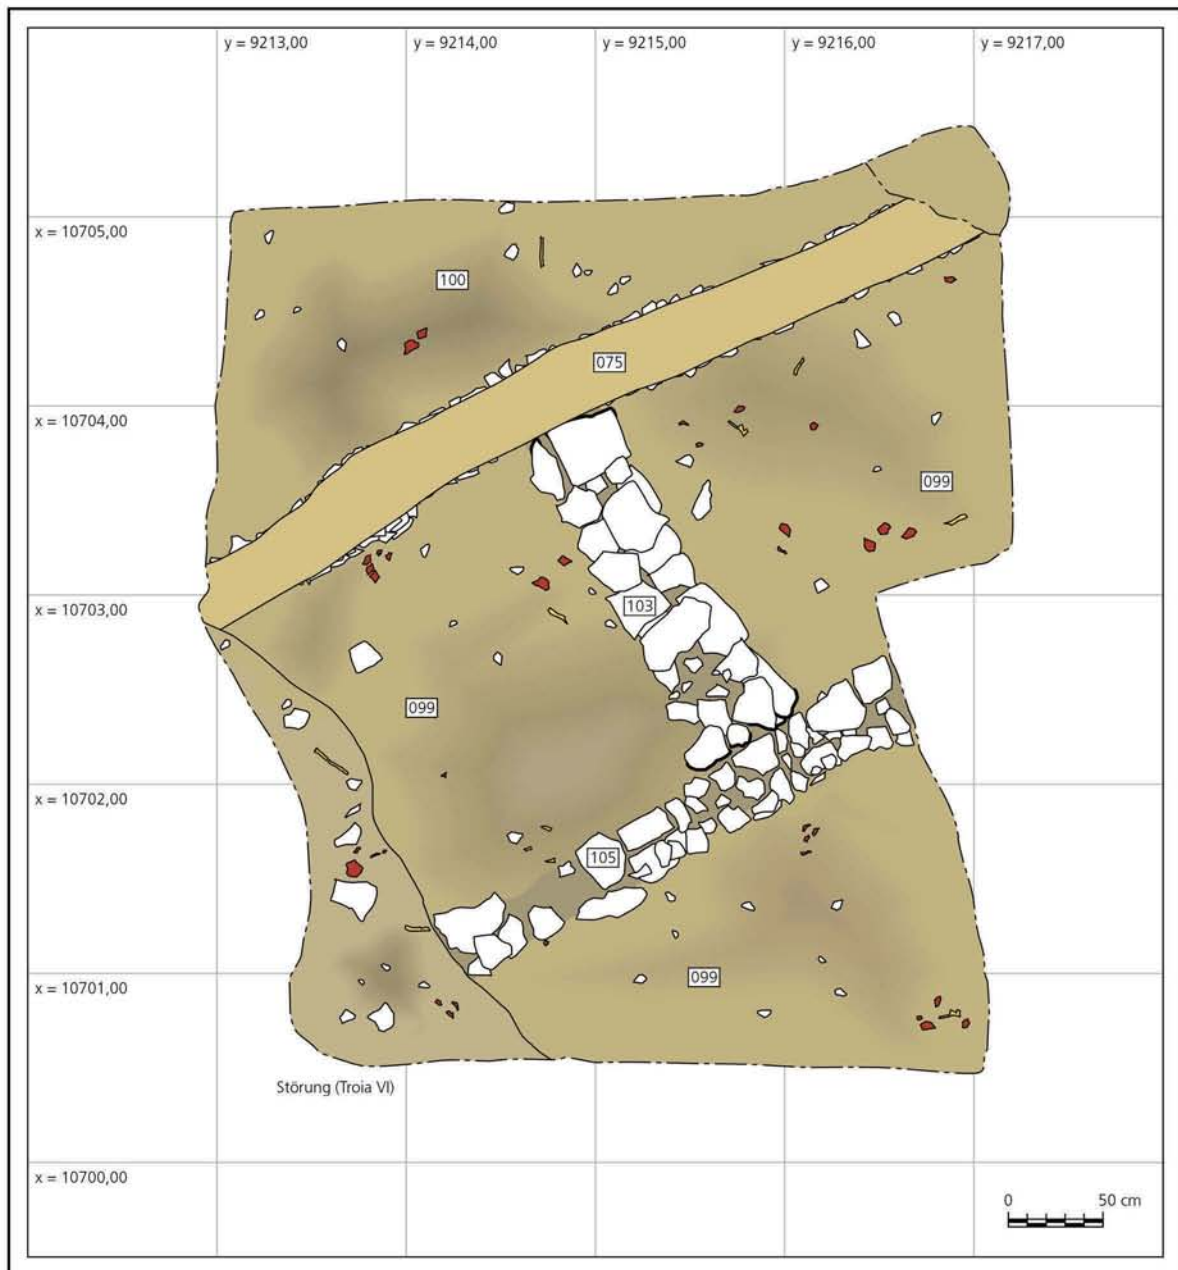 y = 9213,00
y = 9214,00
y = 9215,00
y = 9216,00
y = 9217,00
x = 10705,00
100
075
x = 10704,00
099
x = 10703,00
103
099
x = 10702,00
105
099
x = 10701,00
Störung (Troia VI)
x = 10700,00
0 50 cm